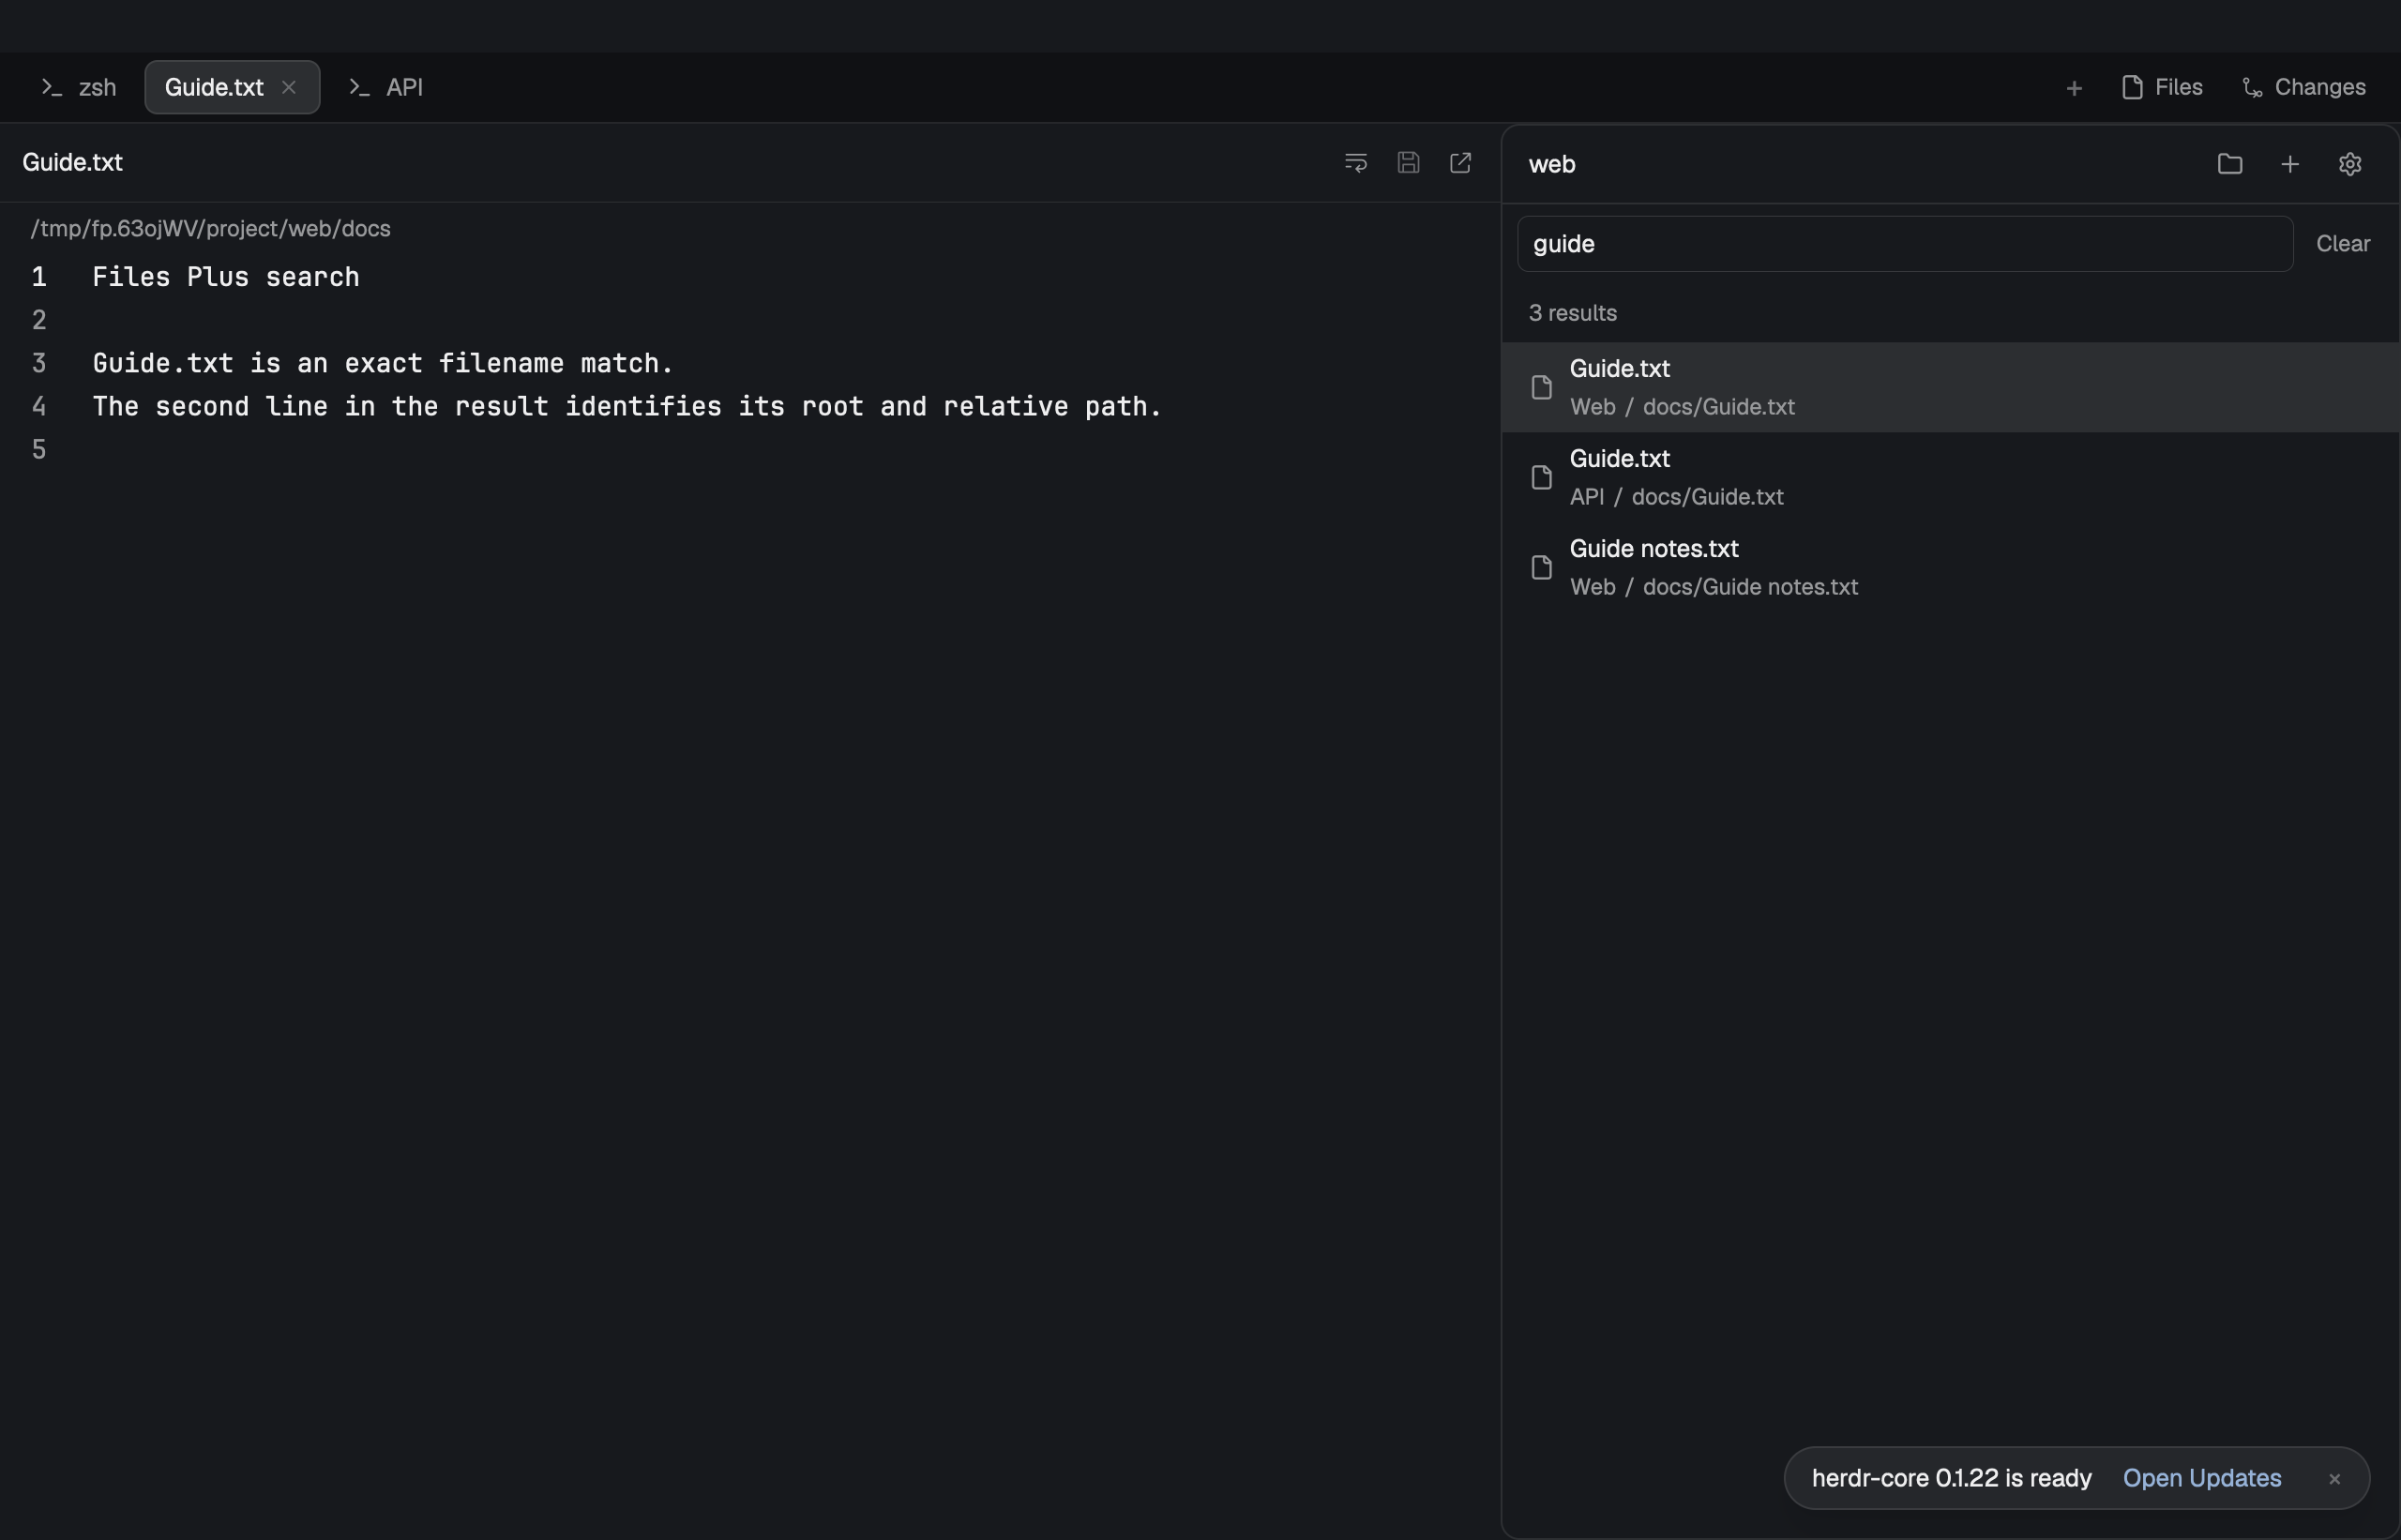 zsh
Guide.txt
API
Files
Changes
Guide.txt
/tmp/fp.63ojWV/project/web/docs
1 Files Plus search
2
3 Guide.txt is an exact filename match.
4 The second line in the result identifies its root and relative path.
5
web
guide
Clear
3 results
Guide.txt
Web / docs/Guide.txt
Guide.txt
API / docs/Guide.txt
Guide notes.txt
Web / docs/Guide notes.txt
herdr-core 0.1.22 is ready Open Updates